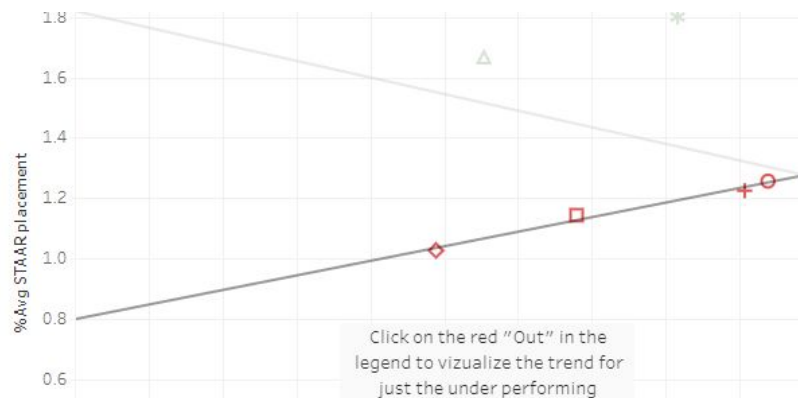 1.8
1.6
1.4
1.2
1.0
0.8
0.6
%Avg STAAR placement
Click on the red "Out" in the
legend to vizualize the trend for
just the under performing